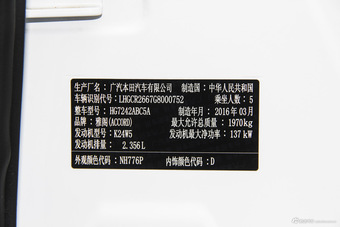 生产厂名：广汽本田汽车有限公司 制造国：中华人民共和国
车辆识别代号：LHGCR2667G8000752 乘坐人数：5
整车型号：HG7242ABC5A 制造年月：2016年03月
品牌：雅阁(ACCORD) 最大允许总质量：1970kg
发动机型号：K24W5 发动机最大净功率：137kW
发动机排量：2.356L
外观颜色代码：NH776P 内饰颜色代码：D